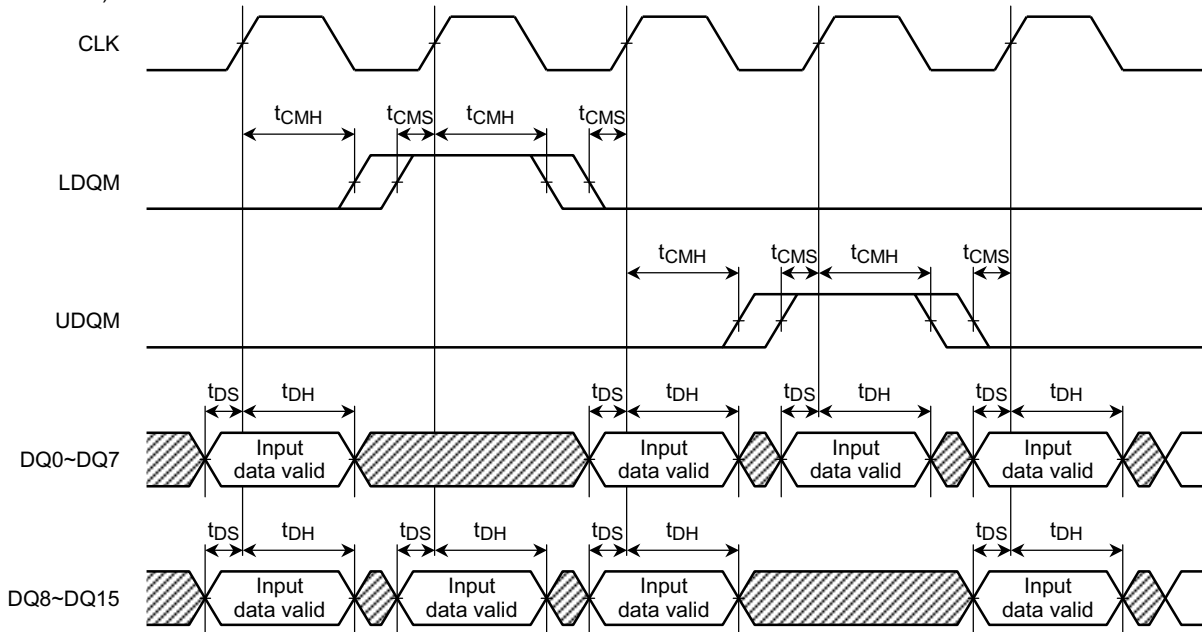 CLK
tCMH tCMS tCMH tCMS
LDQM
tCMH tCMS tCMH tCMS
UDQM
tDS tDH tDS tDH tDS tDH tDS tDH
DQ0~DQ7
Input data valid
Input data valid
Input data valid
Input data valid
tDS tDH tDS tDH tDS tDH tDS tDH
DQ8~DQ15
Input data valid
Input data valid
Input data valid
Input data valid